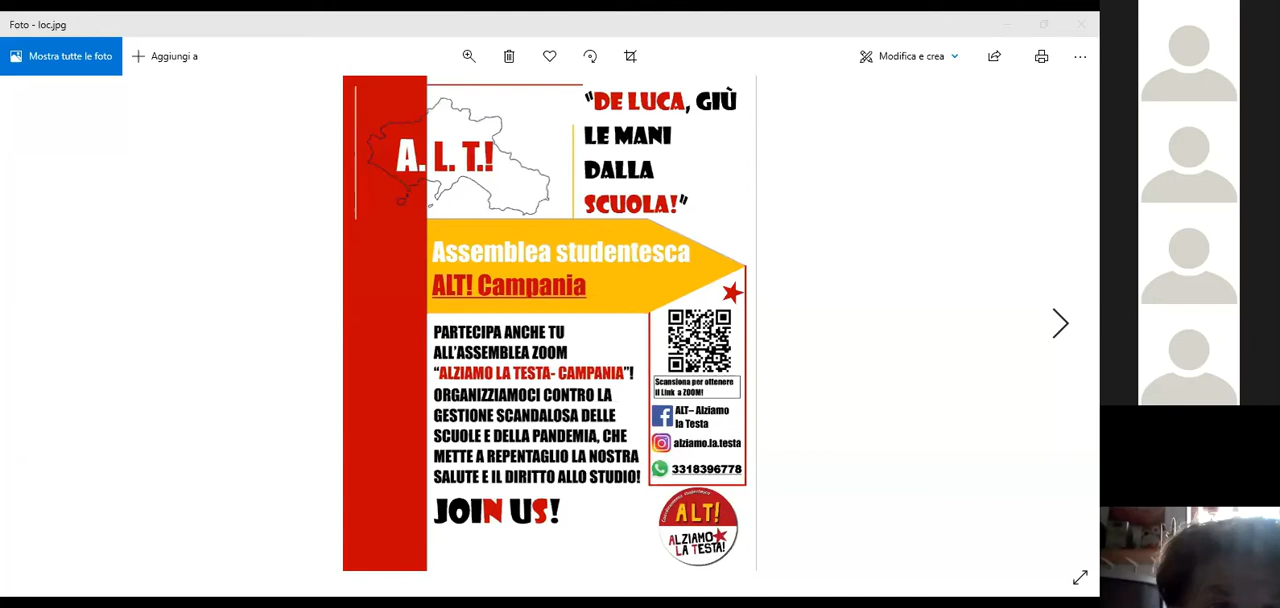 Foto - loc.jpg
Mostra tutte le foto
Aggiungi a
Modifica e crea
A. L. T.!
"DE LUCA, GIÙ
LE MANI
DALLA
SCUOLA!"
Assemblea studentesca
ALT! Campania
PARTECIPA ANCHE TU
ALL'ASSEMBLEA ZOOM
"ALZIAMO LA TESTA- CAMPANIA"!
ORGANIZZIAMOCI CONTRO LA
GESTIONE SCANDALOSA DELLE
SCUOLE E DELLA PANDEMIA, CHE
METTE A REPENTAGLIO LA NOSTRA
SALUTE E IL DIRITTO ALLO STUDIO!
JOIN US!
Scansiona per ottenere
il Link a ZOOM!
ALT– Alziamo
la Testa
alziamo.la.testa
3318396778
Coordinamento studentesco
ALT!
ALZIAMO
LA TESTA!